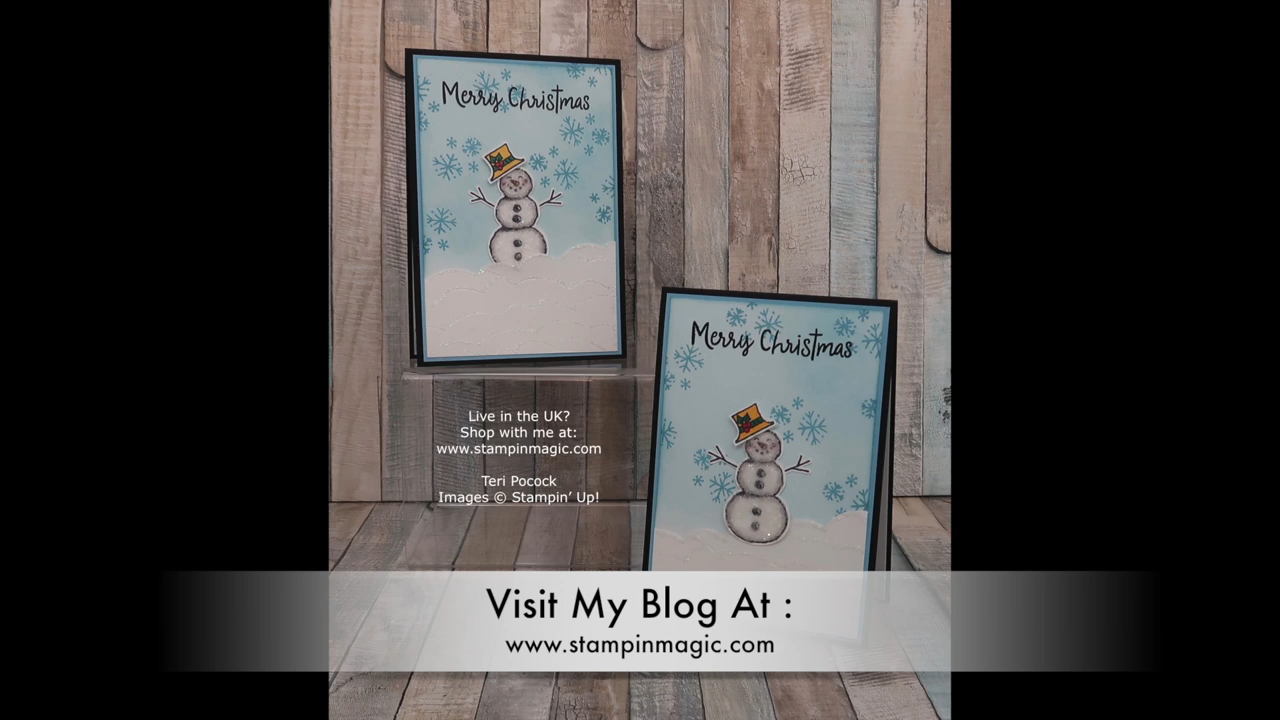 Merry Christmas
Merry Christmas
Live in the UK?
Shop with me at:
www.stampinmagic.com
Teri Pocock
Images © Stampin’ Up!
Visit My Blog At :
www.stampinmagic.com